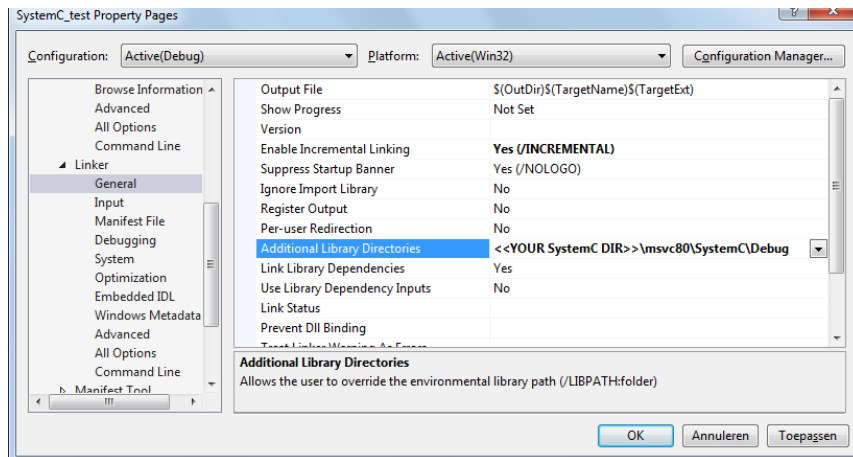 SystemC_test Property Pages
Configuration: Active(Debug) Platform: Active(Win32) Configuration Manager...
Browse Information
Advanced
All Options
Command Line
Linker
General
Input
Manifest File
Debugging
System
Optimization
Embedded IDL
Windows Metadata
Advanced
All Options
Command Line
Manifest Tool
Output File $(OutDir)$(TargetName)$(TargetExt)
Show Progress Not Set
Version
Enable Incremental Linking Yes (/INCREMENTAL)
Suppress Startup Banner Yes (/NOLOGO)
Ignore Import Library No
Register Output No
Per-user Redirection No
Additional Library Directories <<YOUR SystemC DIR>>\msvc80\SystemC\Debug
Link Library Dependencies Yes
Use Library Dependency Inputs No
Link Status
Prevent Dll Binding
Treat Linker Warning As Errors
Additional Library Directories
Allows the user to override the environmental library path (/LIBPATH:folder)
OK Annuleren Toepassen